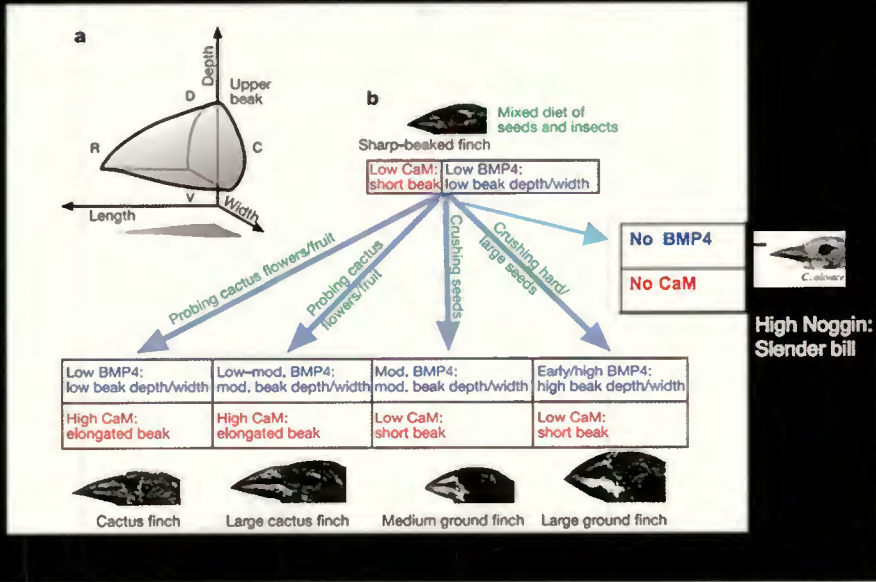 a
Depth
Upper
beak
D
R
C
V
Length
Width
b
Mixed diet of
seeds and insects
Sharp-beaked finch
Low CaM:
short beak
Low BMP4:
low beak depth/width
Probing cactus flowers/fruit
Probing cactus
flowers/fruit
Crushing seeds
Crushing hard/
large seeds
No BMP4
No CaM
High Noggin:
Slender bill
Low BMP4:
low beak depth/width
Low–mod. BMP4:
mod. beak depth/width
Mod. BMP4:
mod. beak depth/width
Early/high BMP4:
high beak depth/width
High CaM:
elongated beak
High CaM:
elongated beak
Low CaM:
short beak
Low CaM:
short beak
Cactus finch
Large cactus finch
Medium ground finch
Large ground finch